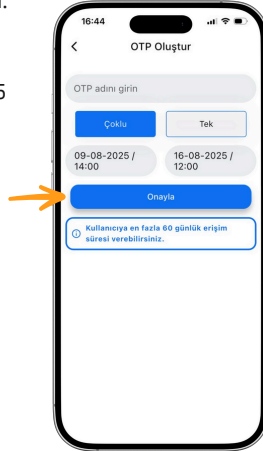 16:44
OTP Oluştur
OTP adını girin
Çoklu
Tek
09-08-2025 /
14:00
16-08-2025 /
12:00
Onayla
Kullanıcıya en fazla 60 günlük erişim
süresi verebilirsiniz.